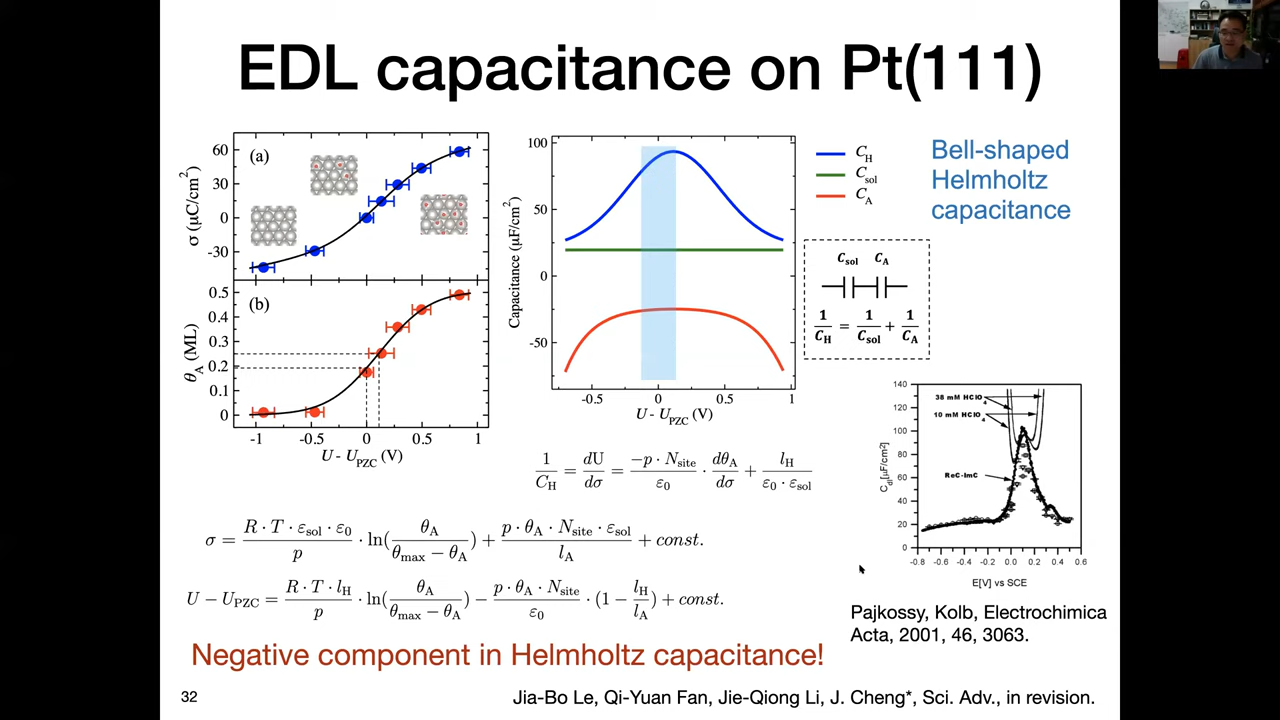 EDL capacitance on Pt(111)
(a)
σ (μC/cm²)
60
30
0
-30
(b)
θ_A (ML)
0.5
0.4
0.3
0.2
0.1
0
-1 -0.5 0 0.5 1
U - U_PZC (V)
Capacitance (μF/cm²)
100
50
0
-50
-0.5 0 0.5 1
U - U_PZC (V)
C_H
C_sol
C_A
Bell-shaped
Helmholtz
capacitance
C_sol C_A
1/C_H = 1/C_sol + 1/C_A
1/C_H = dU/dσ = −p · N_site/ε₀ · dθ_A/dσ + l_H/ε₀ · ε_sol
σ = R · T · ε_sol · ε₀/p · ln(θ_A/θ_max − θ_A) + p · θ_A · N_site · ε_sol/l_A + const.
U − U_PZC = R · T · l_H/p · ln(θ_A/θ_max − θ_A) − p · θ_A · N_site/ε₀ · (1 − l_H/l_A) + const.
C_dl[μF/cm²]
140
120
100
80
60
40
20
0
38 mM HClO₄
10 mM HClO₄
ReC-ImC
-0.8 -0.6 -0.4 -0.2 0.0 0.2 0.4 0.6
E[V] vs SCE
Pajkossy, Kolb, Electrochimica
Acta, 2001, 46, 3063.
Negative component in Helmholtz capacitance!
32
Jia-Bo Le, Qi-Yuan Fan, Jie-Qiong Li, J. Cheng*, Sci. Adv., in revision.